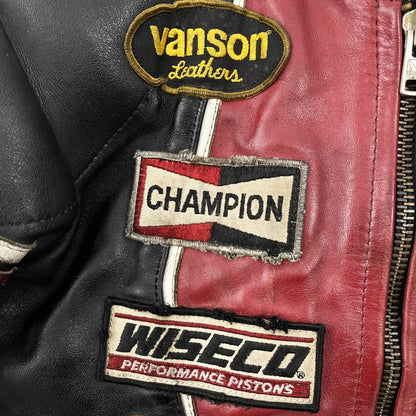 Vanson
Leathers
CHAMPION
WISECO®
PERFORMANCE PISTONS